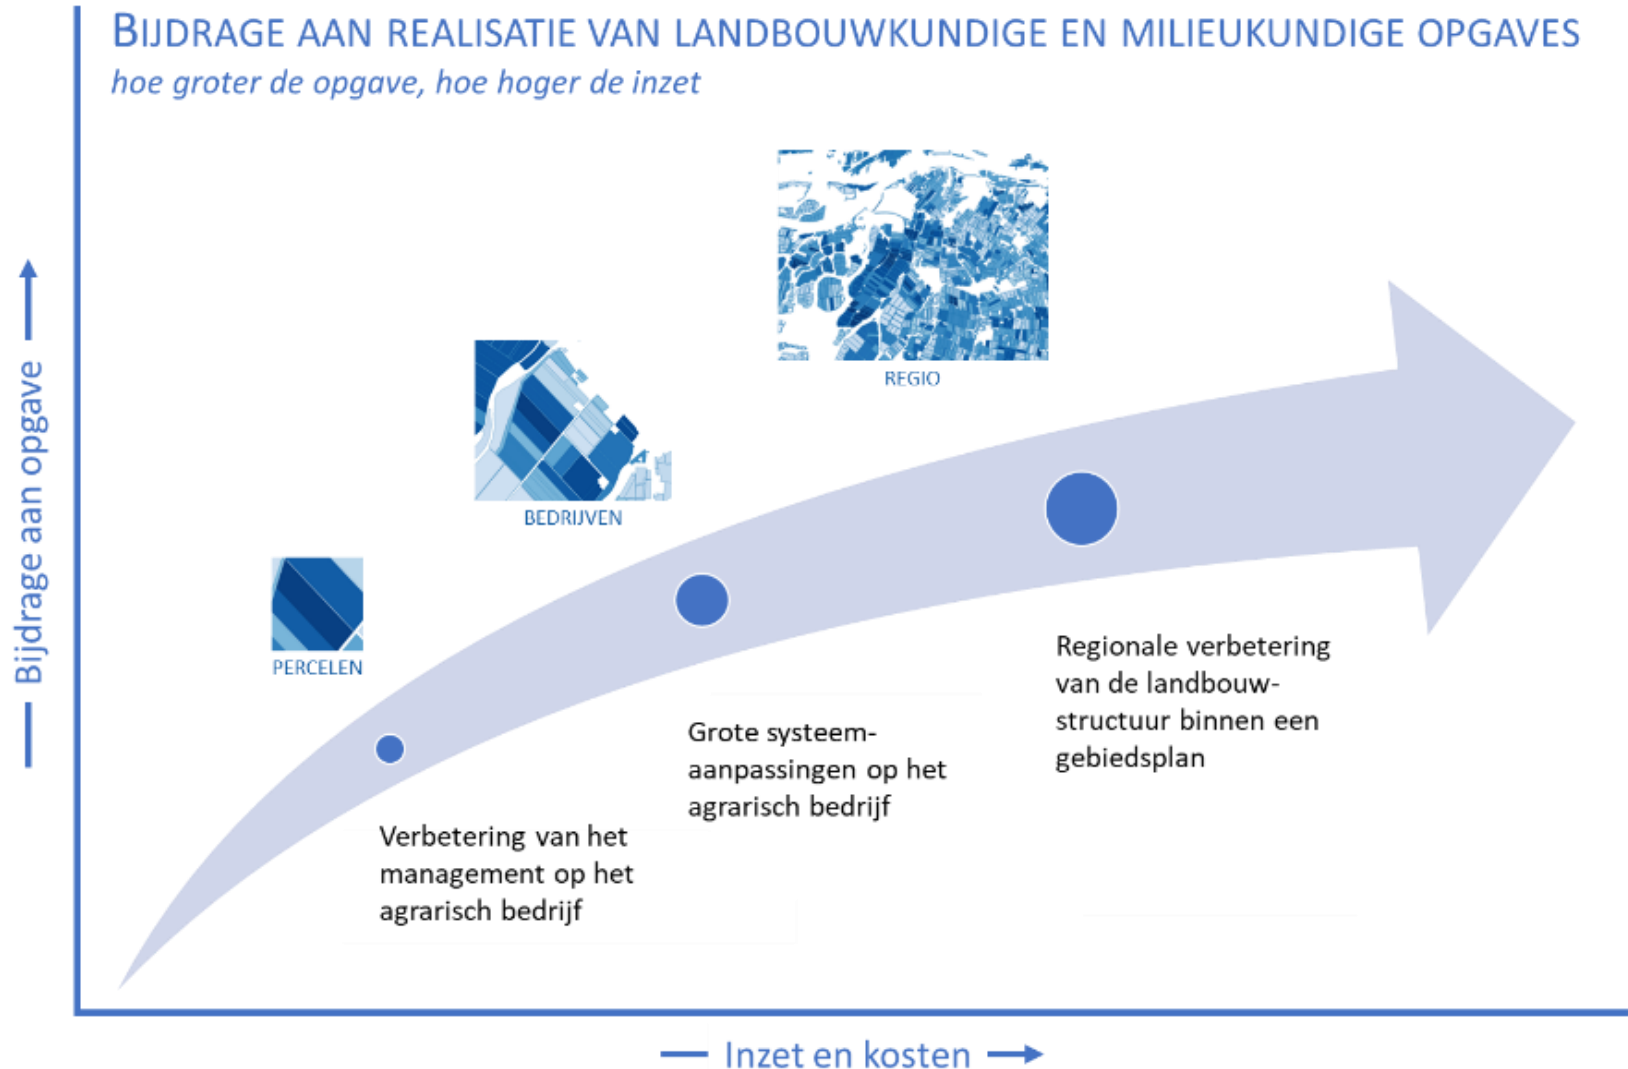 BIJDRAGE AAN REALISATIE VAN LANDBOUWKUNDIGE EN MILIEUKUNDIGE OPGAVES
hoe groter de opgave, hoe hoger de inzet
Bijdrage aan opgave
REGIO
BEDRIJVEN
PERCELEN
Verbetering van het
management op het
agrarisch bedrijf
Grote systeem-
aanpassingen op het
agrarisch bedrijf
Regionale verbetering
van de landbouw-
structuur binnen een
gebiedsplan
Inzet en kosten